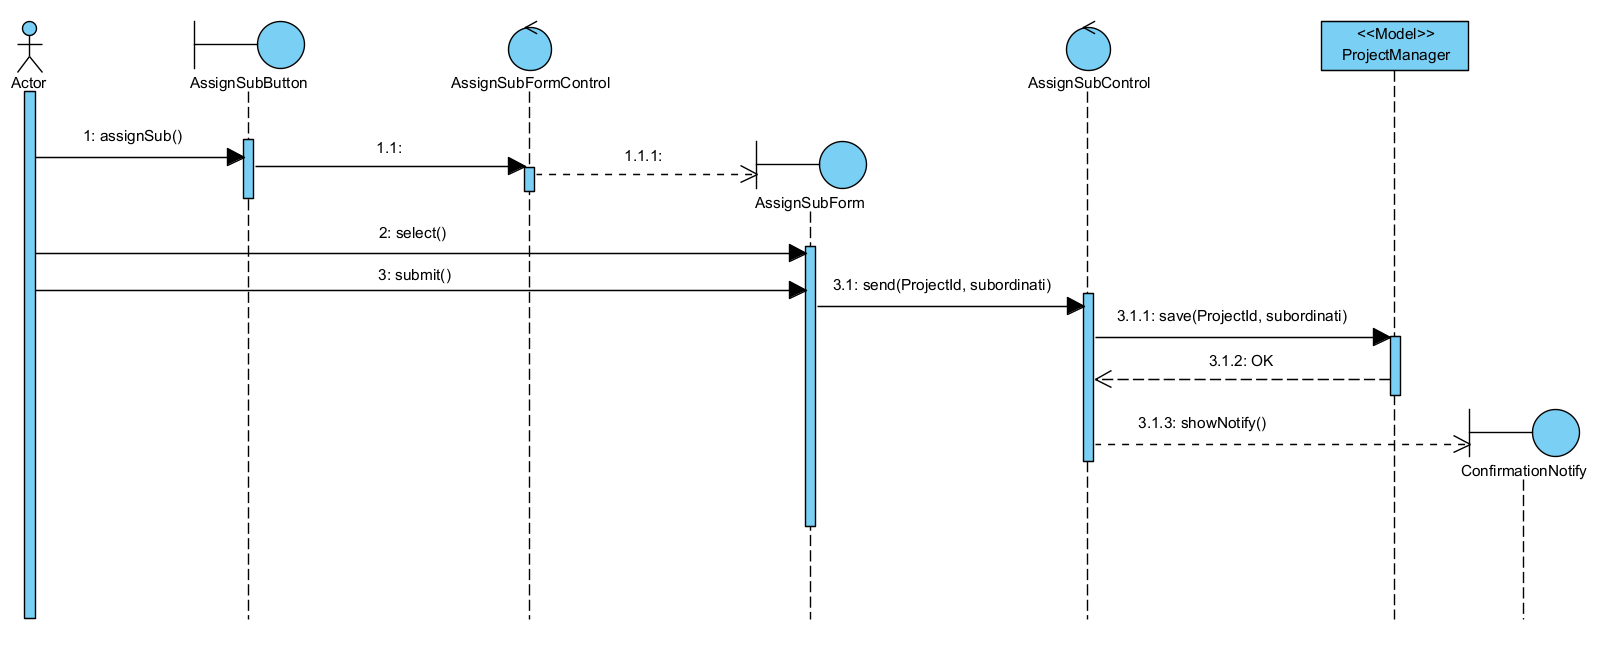 <<Model>>
ProjectManager
Actor
AssignSubButton
AssignSubFormControl
AssignSubControl
1: assignSub()
1.1:
1.1.1:
AssignSubForm
2: select()
3: submit()
3.1: send(ProjectId, subordinati)
3.1.1: save(ProjectId, subordinati)
3.1.2: OK
3.1.3: showNotify()
ConfirmationNotify